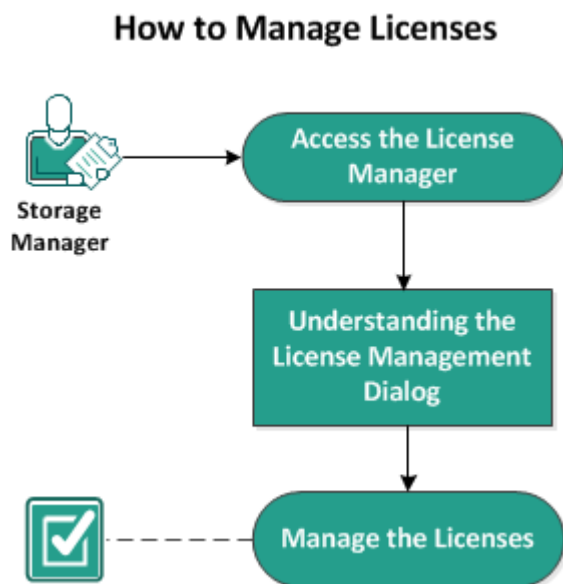 How to Manage Licenses
Access the License
Manager
Storage
Manager
Understanding the
License Management
Dialog
Manage the Licenses